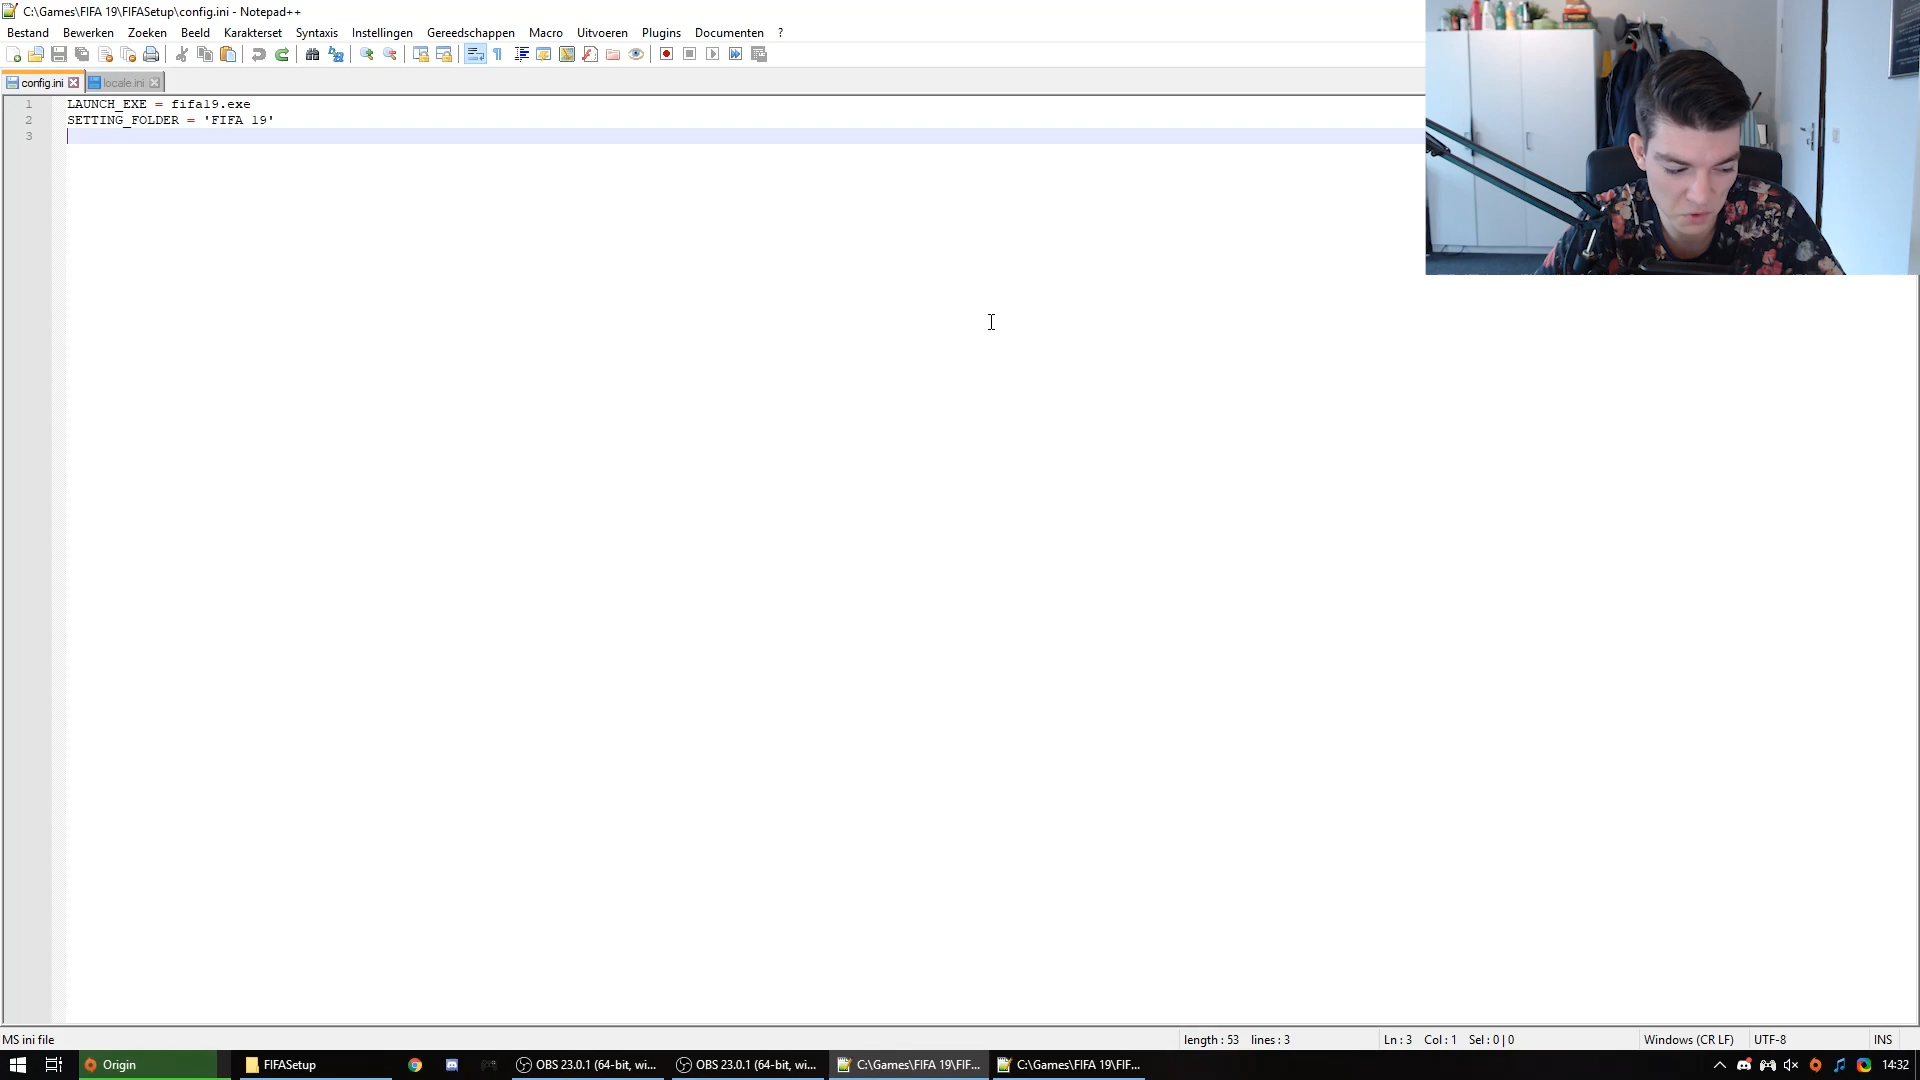 C:\Games\FIFA 19\FIFASetup\config.ini - Notepad++
Bestand Bewerken Zoeken Beeld Karakterset Syntaxis Instellingen Gereedschappen Macro Uitvoeren Plugins Documenten ?
config.ini locale.ini
1 LAUNCH_EXE = fifa19.exe
2 SETTING_FOLDER = 'FIFA 19'
3
MS ini file length : 53 lines : 3 Ln : 3 Col : 1 Sel : 0 | 0 Windows (CR LF) UTF-8 INS
Origin FIFASetup OBS 23.0.1 (64-bit, wi... OBS 23.0.1 (64-bit, wi... C:\Games\FIFA 19\FIF... C:\Games\FIFA 19\FIF... 14:32